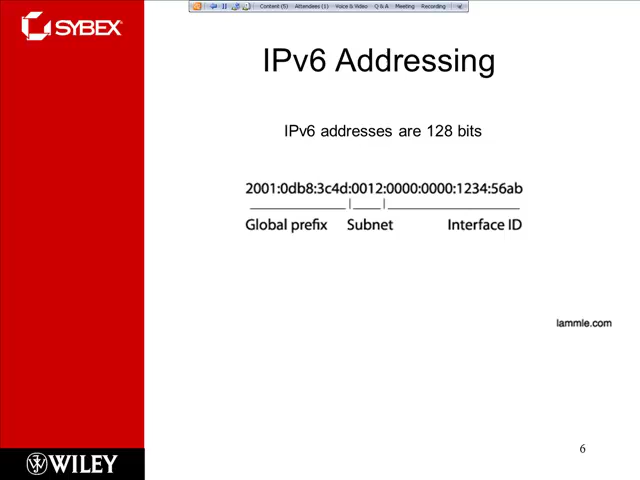 SYBEX
Content (5) Attendees (1) Voice & Video Q & A Meeting Recording
IPv6 Addressing
IPv6 addresses are 128 bits
2001:0db8:3c4d:0012:0000:0000:1234:56ab
Global prefix Subnet Interface ID
lammle.com
6
WILEY